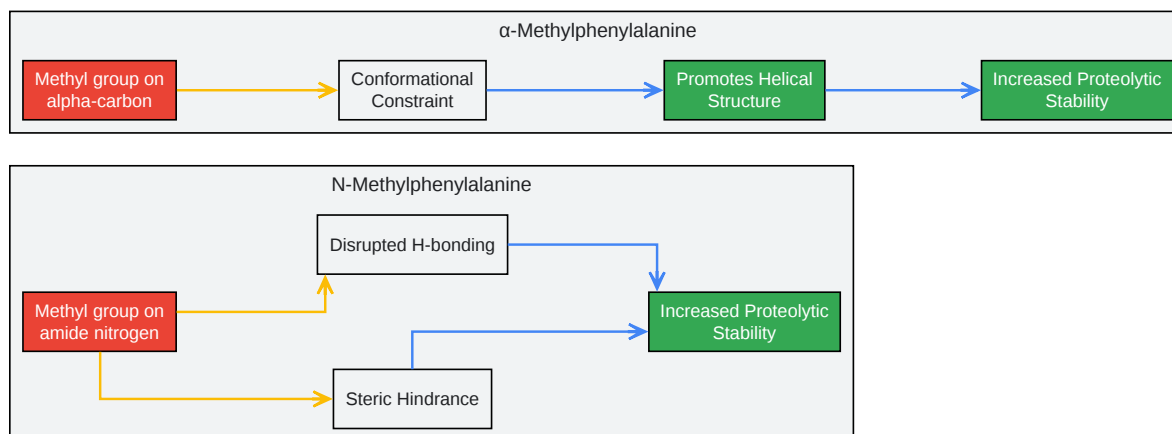 α-Methylphenylalanine
Methyl group on
alpha-carbon
Conformational
Constraint
Promotes Helical
Structure
Increased Proteolytic
Stability
N-Methylphenylalanine
Disrupted H-bonding
Methyl group on
amide nitrogen
Increased Proteolytic
Stability
Steric Hindrance